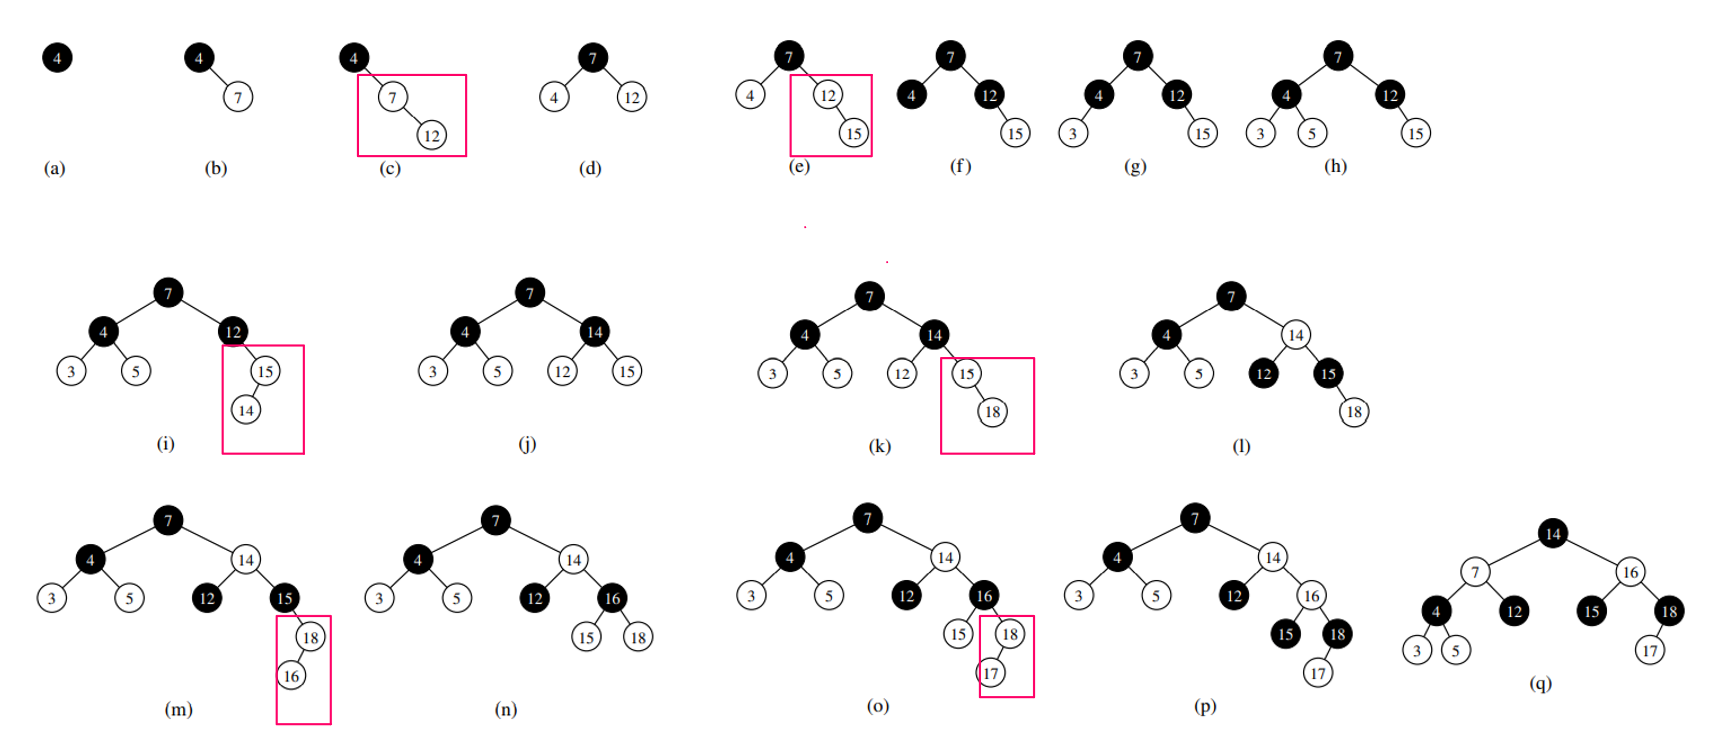 4 4 4 7 7 7 7 7
7 7 4 12 4 12 4 12 4 12 4 12
12 15 15 3 15 3 5 15
(a) (b) (c) (d) (e) (f) (g) (h)
7 7 7 7
4 12 4 14 4 14 4 14
3 5 15 3 5 12 15 3 5 12 15 3 5 12 15
14 18 18
(i) (j) (k) (l)
7 7 7 7 14
4 14 4 14 4 14 4 14 7 16
3 5 12 15 3 5 12 16 3 5 12 16 3 5 12 16 4 12 15 18
18 15 18 15 18 15 18 3 5 17
16 17 17
(m) (n) (o) (p) (q)